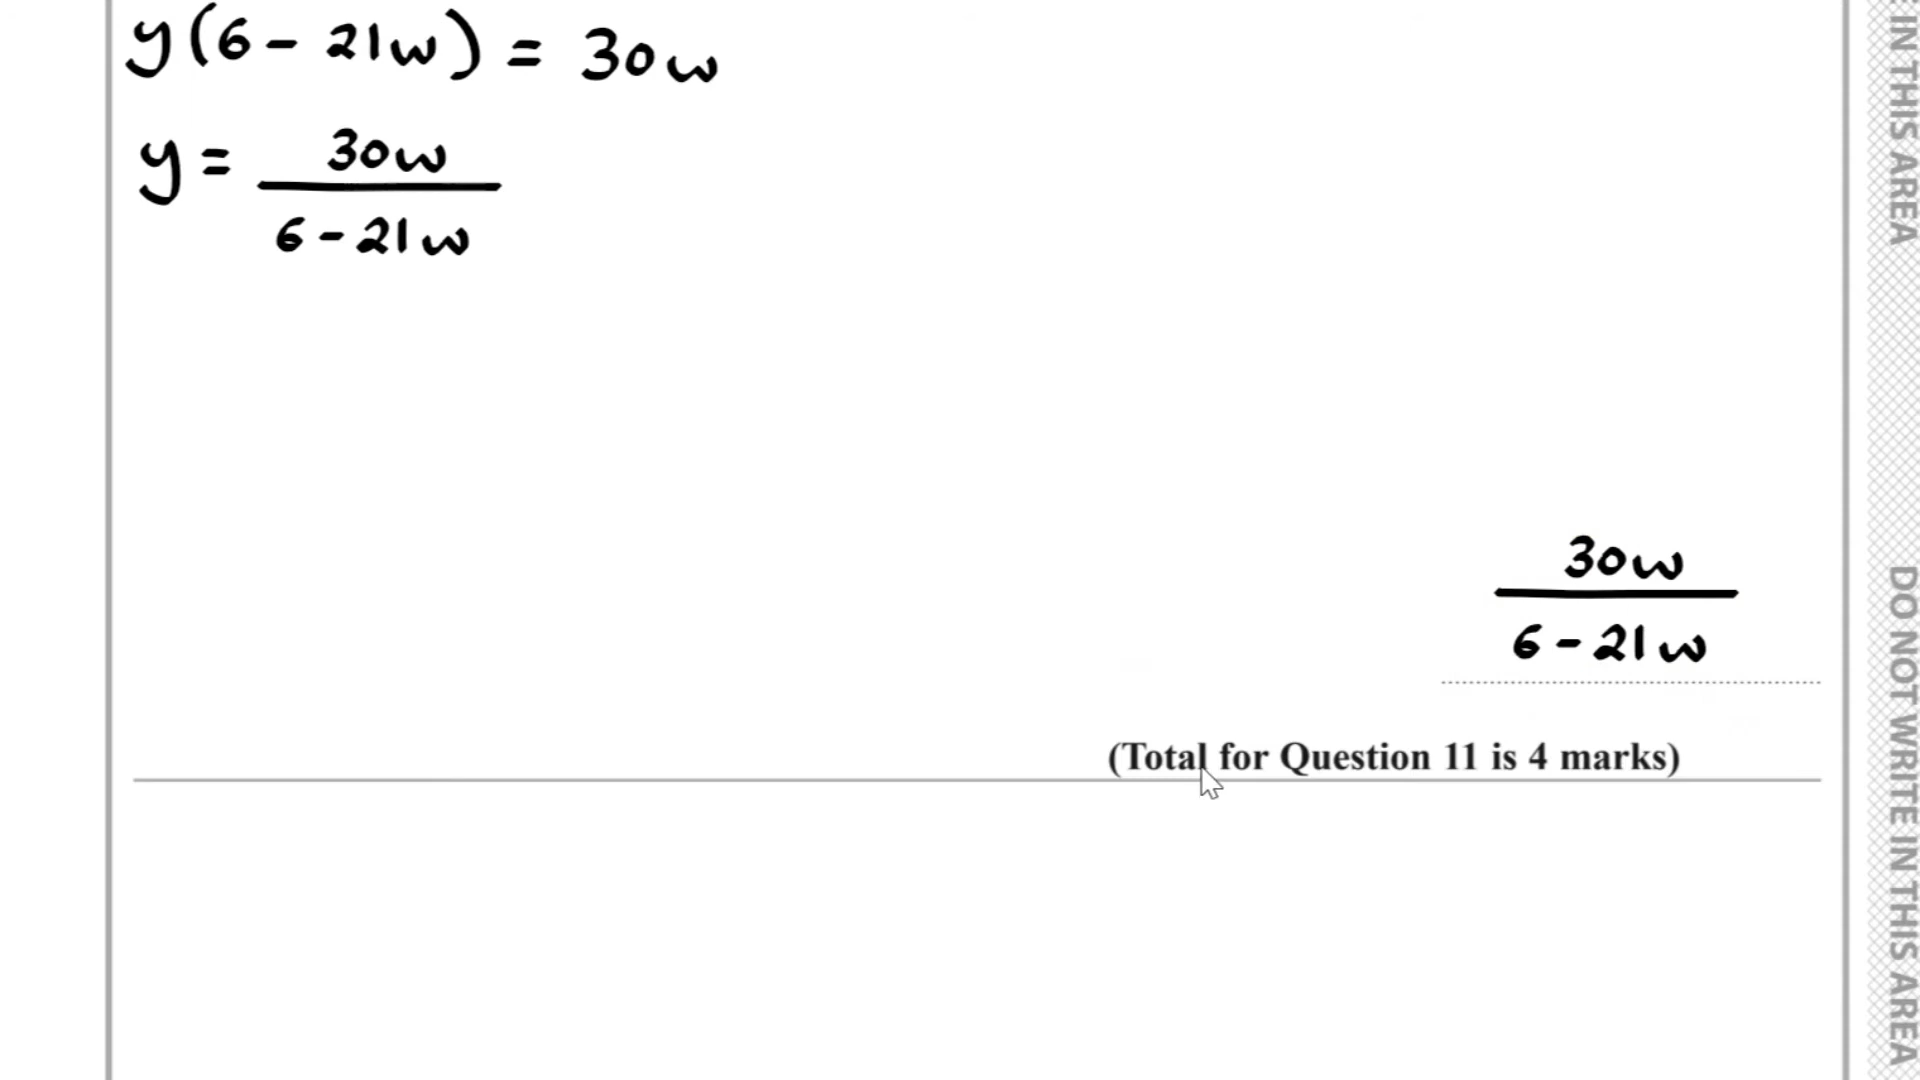 y(6 - 21w) = 30w
y = 30w
6 - 21w
30w
6 - 21w
(Total for Question 11 is 4 marks)
IN THIS AREA
DO NOT WRITE IN THIS AREA